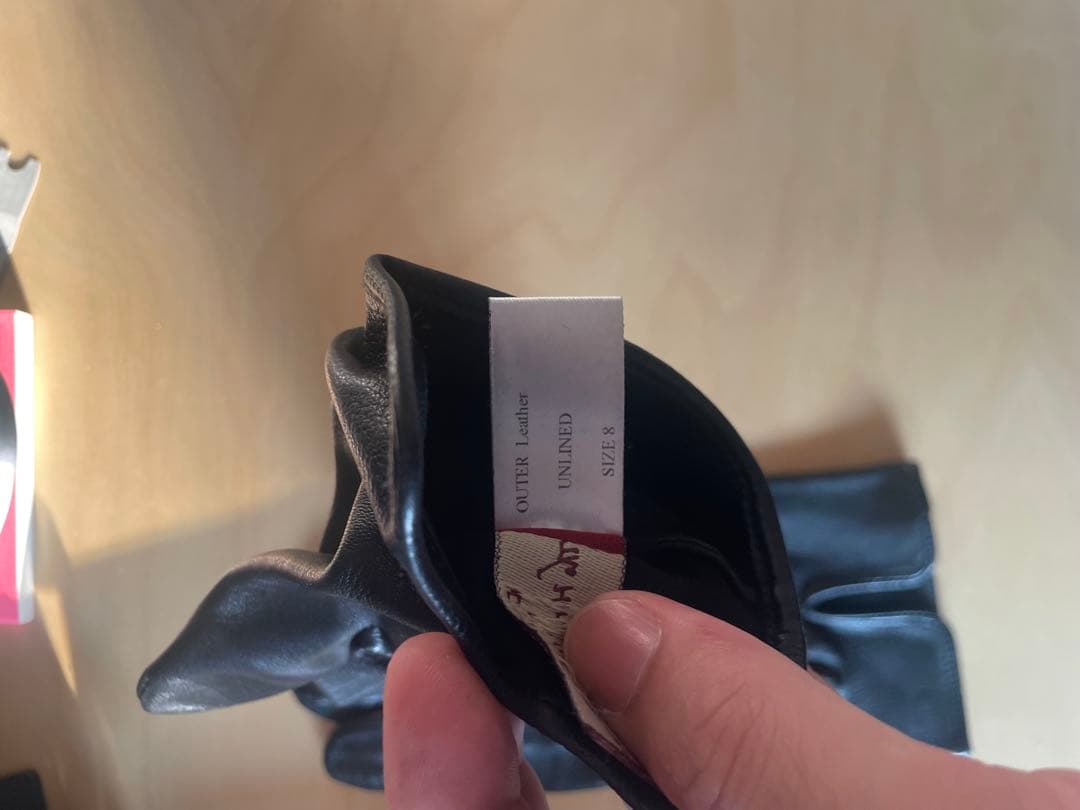 OUTER Leather
UNLINED
SIZE 8